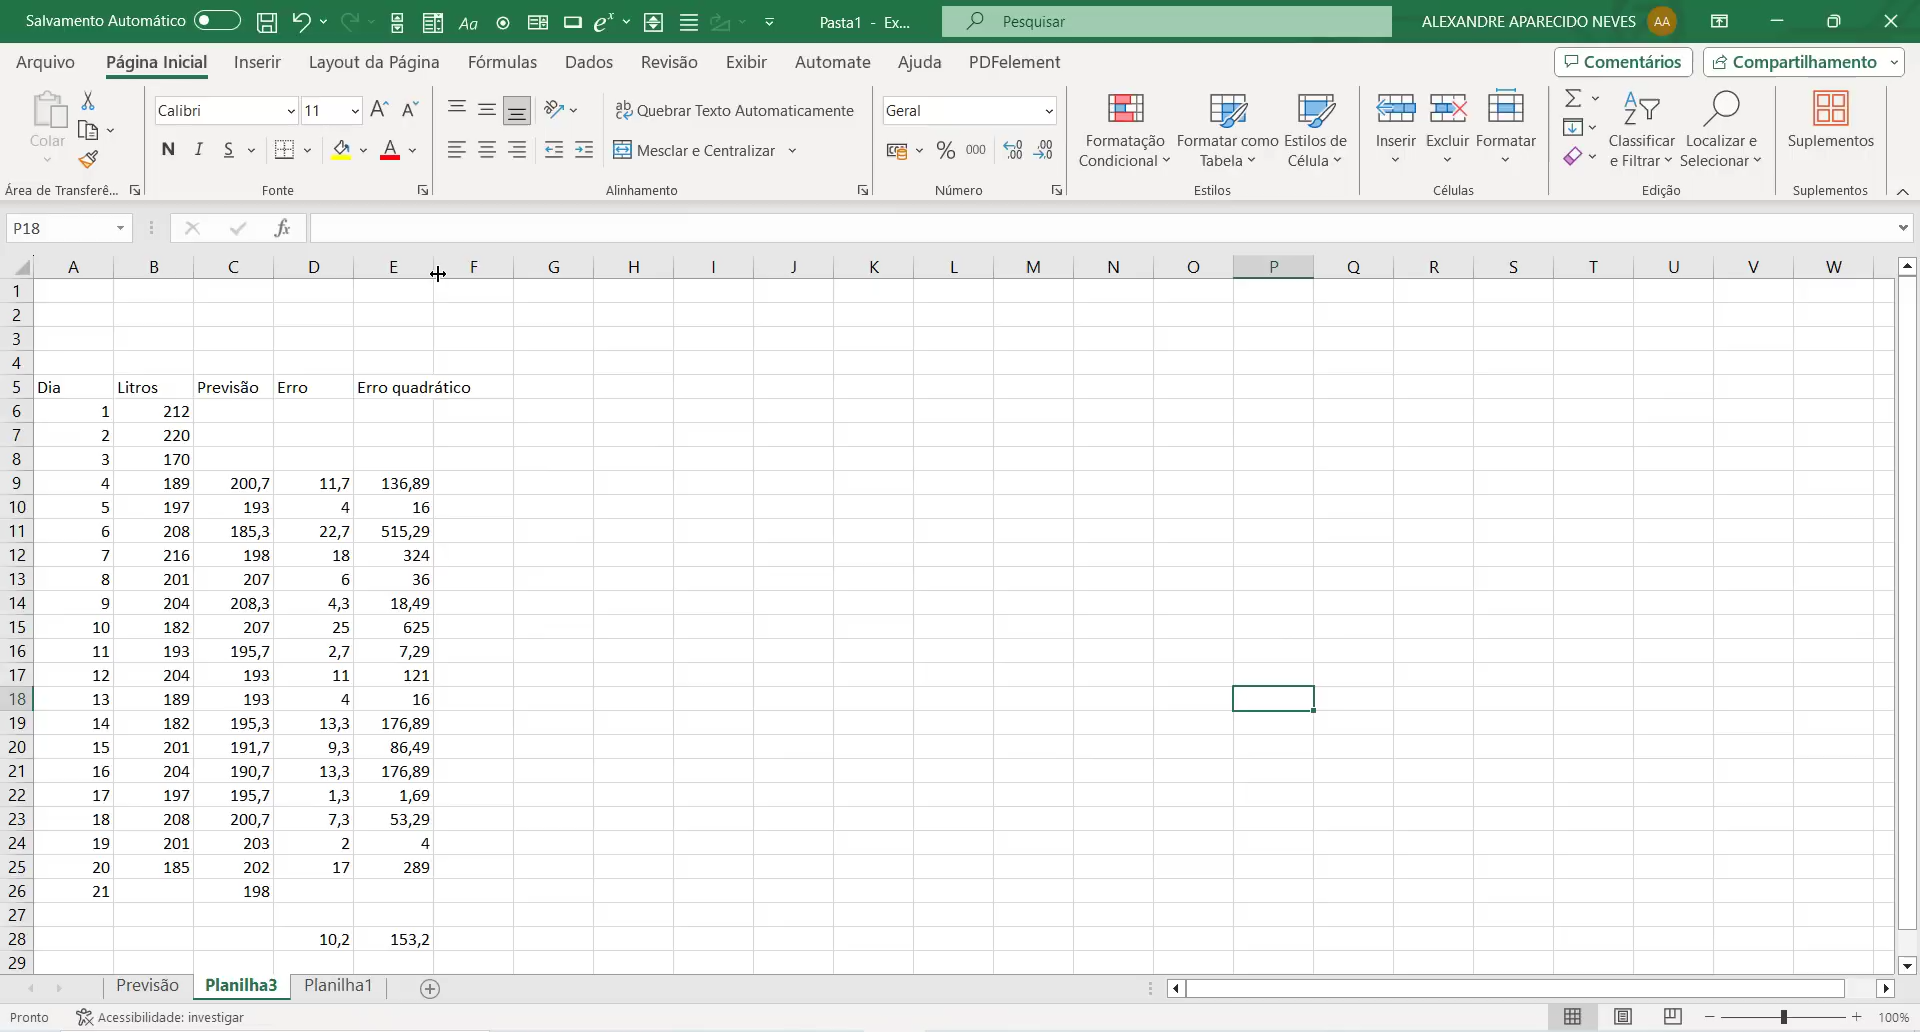 Salvamento Automático
Pasta1 - Ex...
Pesquisar
ALEXANDRE APARECIDO NEVES AA
Arquivo Página Inicial Inserir Layout da Página Fórmulas Dados Revisão Exibir Automate Ajuda PDFelement
Comentários Compartilhamento
Colar
Calibri 11
N I S
Quebrar Texto Automaticamente
Mesclar e Centralizar
Geral
% 000
Formatação Condicional
Formatar como Tabela
Estilos de Célula
Inserir Excluir Formatar
Classificar e Filtrar
Localizar e Selecionar
Suplementos
Área de Transferê... Fonte Alinhamento Número Estilos Células Edição Suplementos
P18 fx
A B C D E F G H I J K L M N O P Q R S T U V W
1
2
3
4
5 Dia Litros Previsão Erro Erro quadrático
6 1 212
7 2 220
8 3 170
9 4 189 200,7 11,7 136,89
10 5 197 193 4 16
11 6 208 185,3 22,7 515,29
12 7 216 198 18 324
13 8 201 207 6 36
14 9 204 208,3 4,3 18,49
15 10 182 207 25 625
16 11 193 195,7 2,7 7,29
17 12 204 193 11 121
18 13 189 193 4 16
19 14 182 195,3 13,3 176,89
20 15 201 191,7 9,3 86,49
21 16 204 190,7 13,3 176,89
22 17 197 195,7 1,3 1,69
23 18 208 200,7 7,3 53,29
24 19 201 203 2 4
25 20 185 202 17 289
26 21 198
27
28 10,2 153,2
29
Previsão Planilha3 Planilha1
Pronto Acessibilidade: investigar 100%